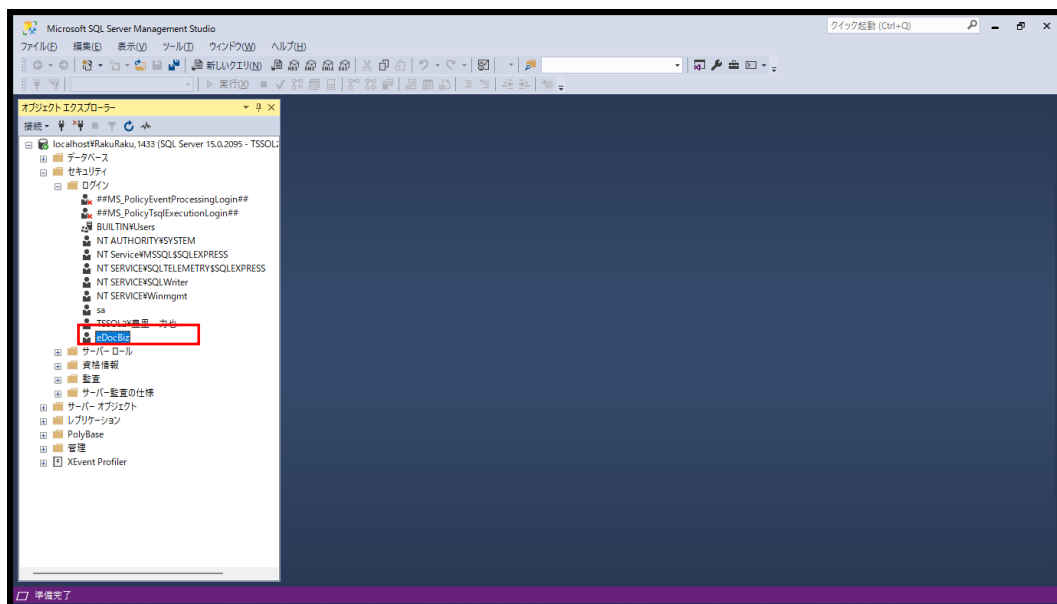 Microsoft SQL Server Management Studio
クイック起動 (Ctrl+Q)
ファイル(F) 編集(E) 表示(V) ツール(T) ウィンドウ(W) ヘルプ(H)
新しいクエリ(N)
実行(X)
オブジェクト エクスプローラー
接続
localhost¥RakuRaku,1433 (SQL Server 15.0.2095 - TSSOL2
データベース
セキュリティ
ログイン
##MS_PolicyEventProcessingLogin##
##MS_PolicyTsqlExecutionLogin##
BUILTIN¥Users
NT AUTHORITY¥SYSTEM
NT Service¥MSSQL$SQLEXPRESS
NT SERVICE¥SQLTELEMETRY$SQLEXPRESS
NT SERVICE¥SQLWriter
NT SERVICE¥Winmgmt
sa
eDocBiz
サーバー ロール
資格情報
監査
サーバー監査の仕様
サーバー オブジェクト
レプリケーション
PolyBase
管理
XEvent Profiler
準備完了